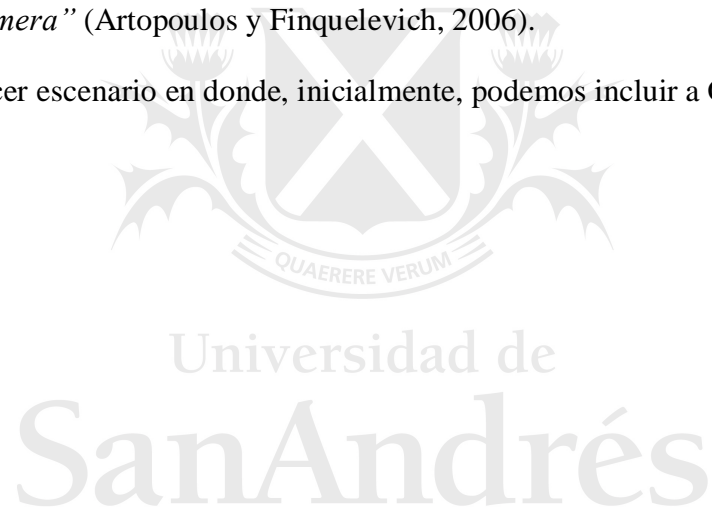 mera” (Artopoulos y Finquelevich, 2006).
cer escenario en donde, inicialmente, podemos incluir a
QUAERERE VERUM
Universidad de
SanAndrés